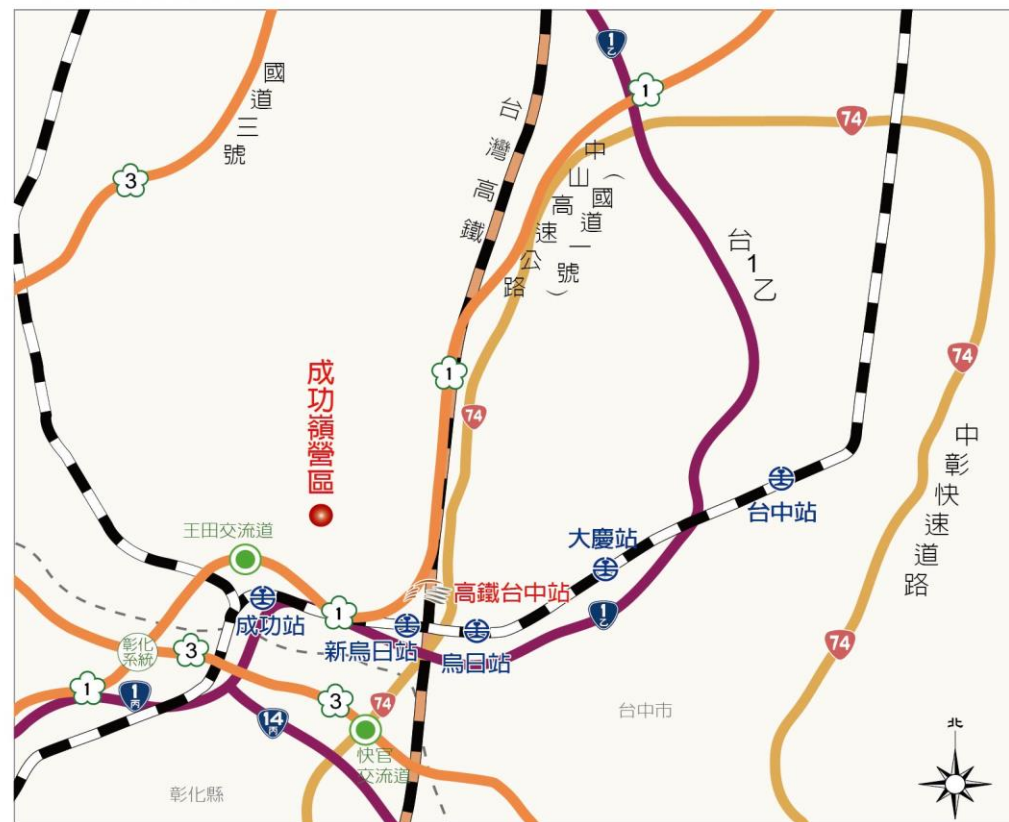 1乙
1
國道三號
74
3
台灣高鐵
中山高速公路
(國道一號)
台1乙
1
成功嶺營區
74
74
中彰快速道路
台中站
王田交流道
大慶站
高鐵台中站
成功站
1
1乙
新烏日站
烏日站
彰化系統
3
74
1
1丙
3
74
台中市
14丙
快官交流道
北
彰化縣